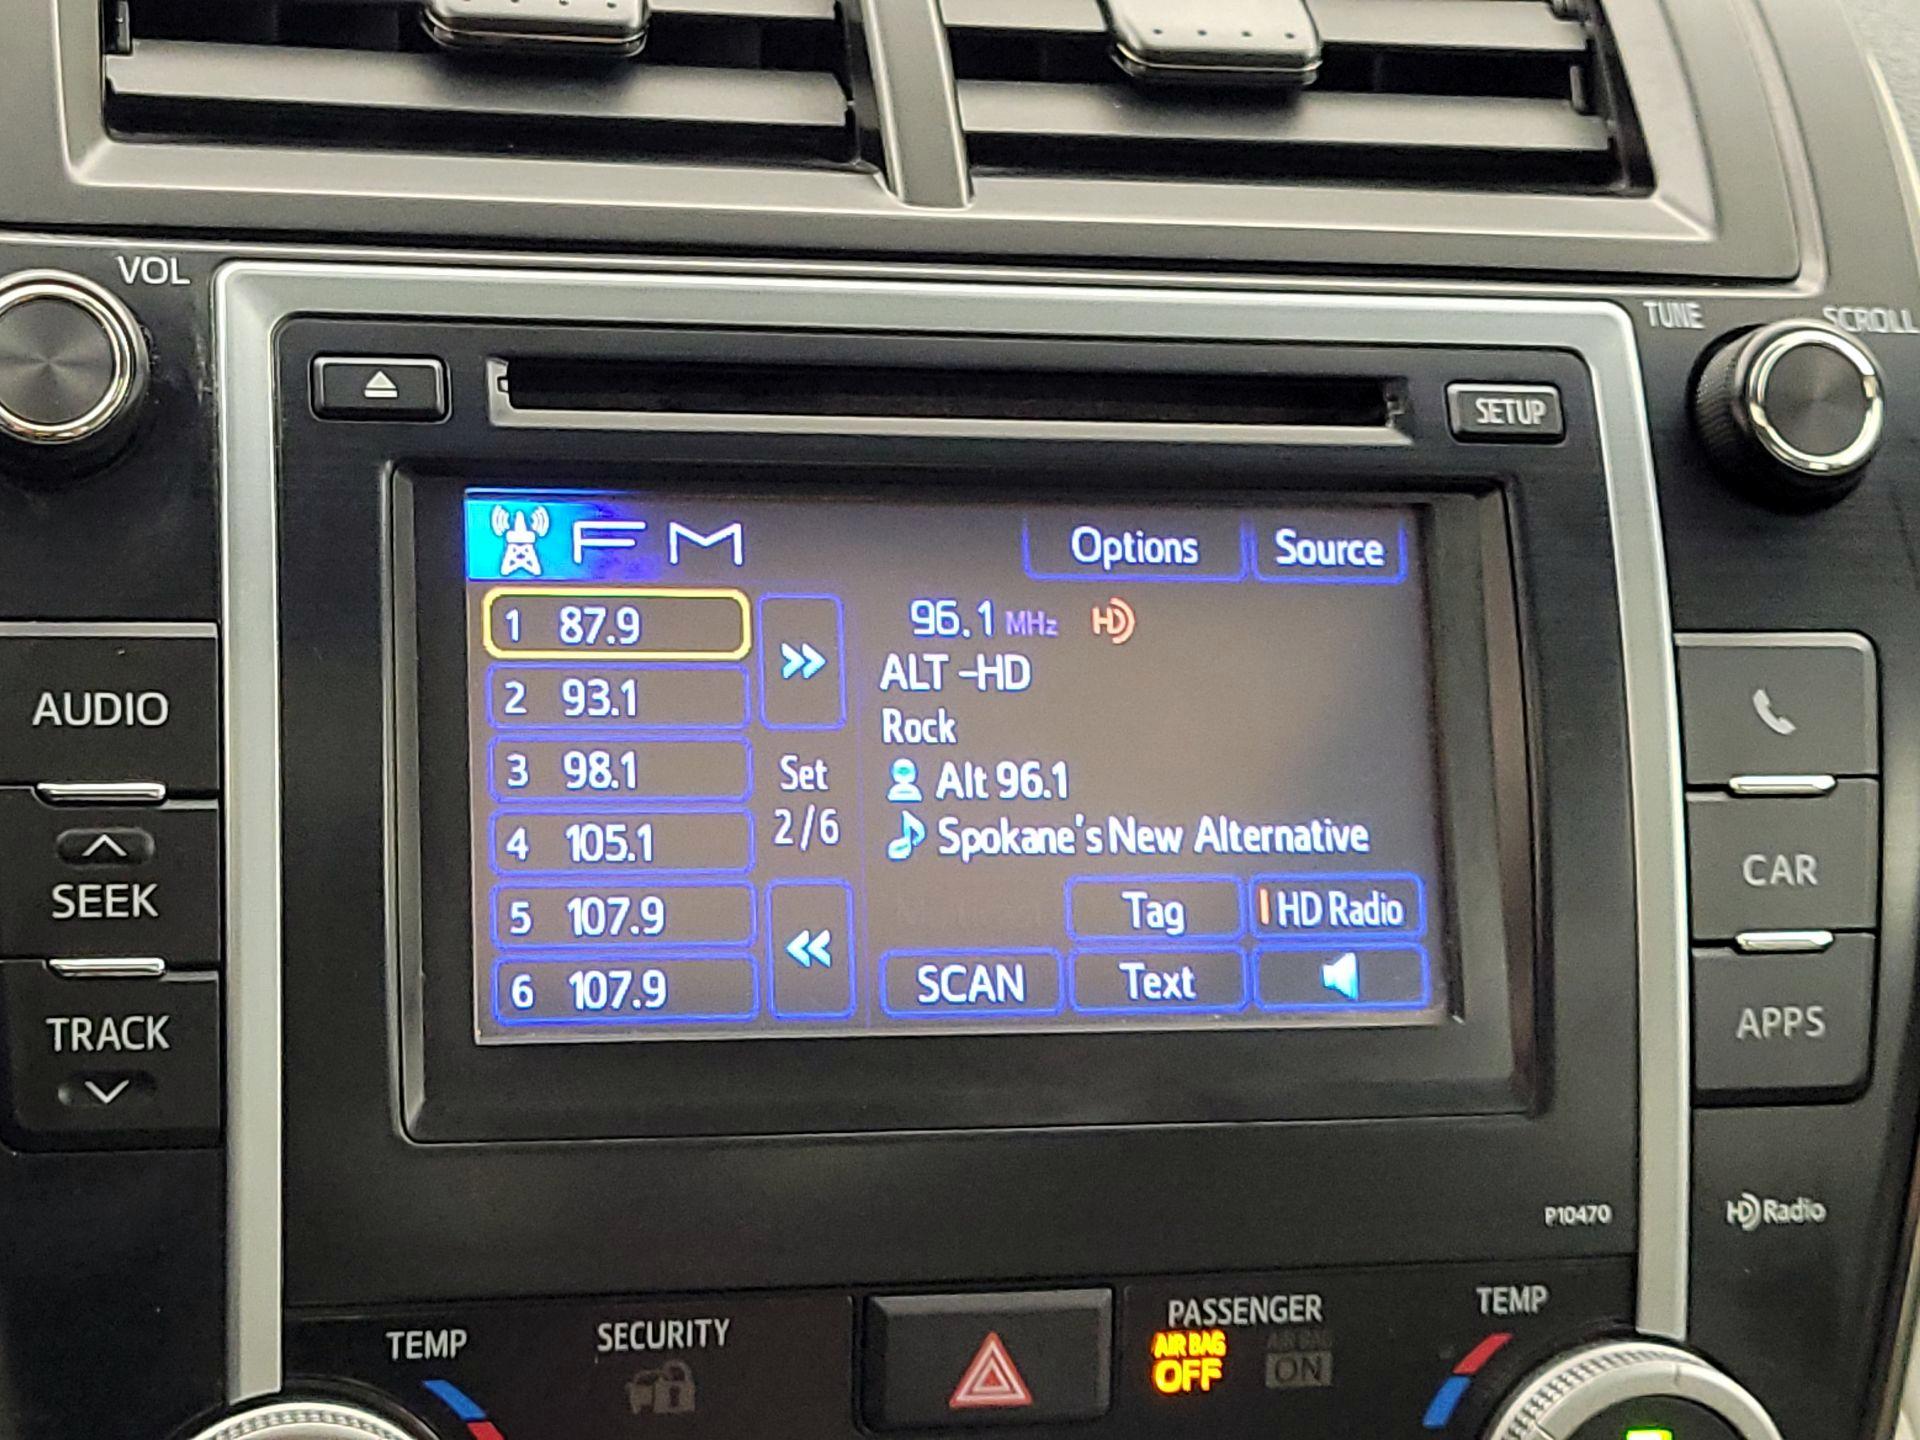 VOL
TUNE
SCROLL
SETUP
FM
Options
Source
1 87.9
2 93.1
3 98.1
4 105.1
5 107.9
6 107.9
Set
2/6
96.1 MHz HD
ALT -HD
Rock
Alt 96.1
Spokane's New Alternative
Tag
HD Radio
SCAN
Text
AUDIO
SEEK
TRACK
CAR
APPS
P10470
HD Radio
TEMP
SECURITY
PASSENGER
AIR BAG
OFF
AIR BAG
ON
TEMP